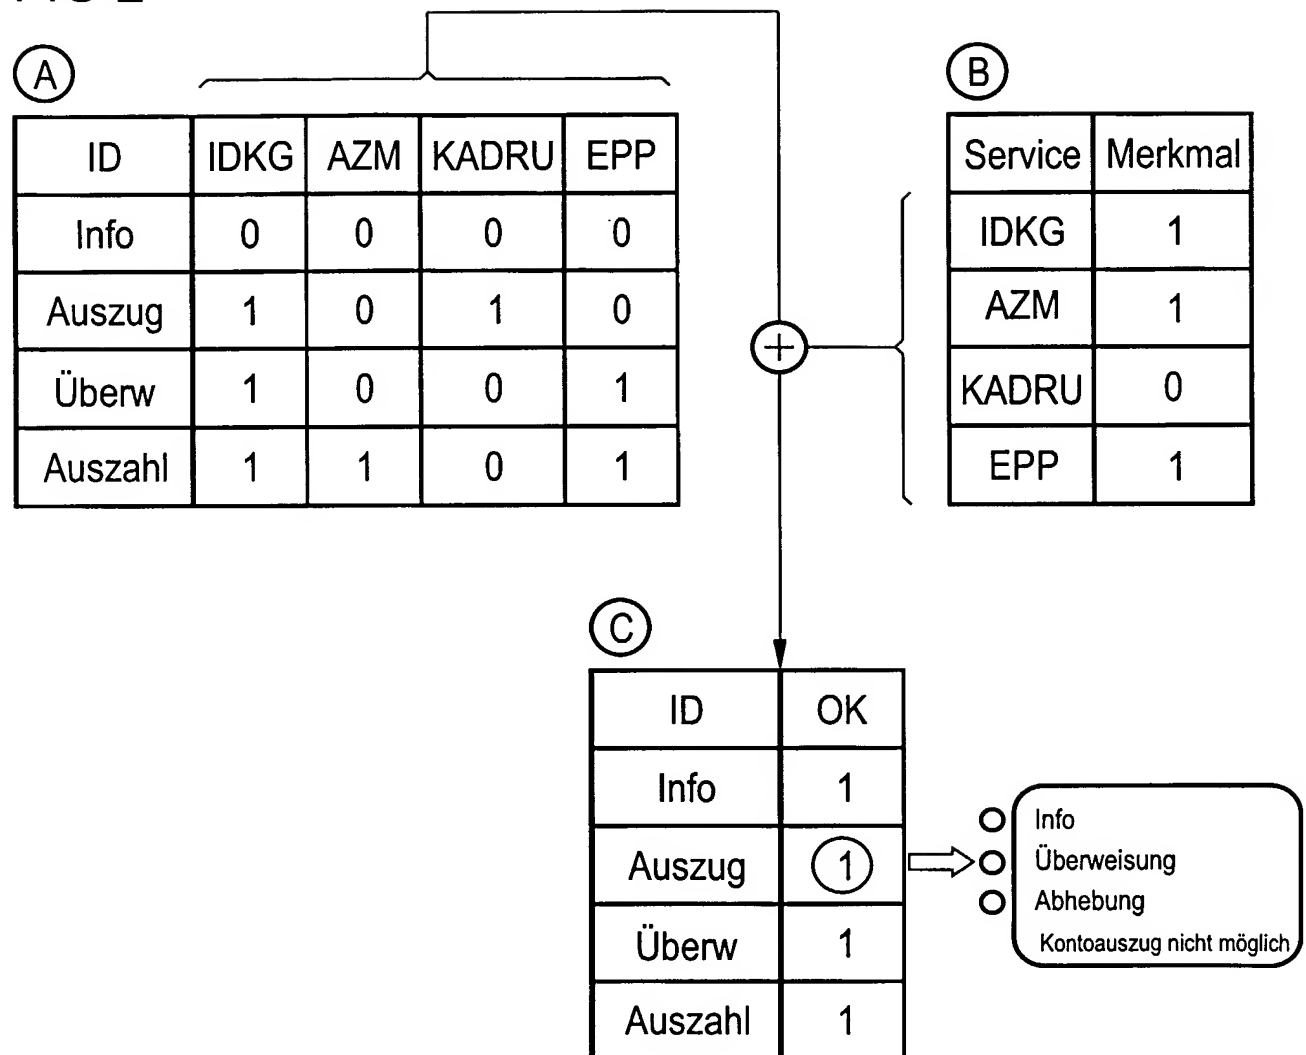 A
ID IDKG AZM KADRU EPP
Info 0 0 0 0
Auszug 1 0 1 0
Überw 1 0 0 1
Auszahl 1 1 0 1
B
Service Merkmal
IDKG 1
AZM 1
KADRU 0
EPP 1
C
ID OK
Info 1
Auszug 1
Überw 1
Auszahl 1
Info
Überweisung
Abhebung
Kontoauszug nicht möglich